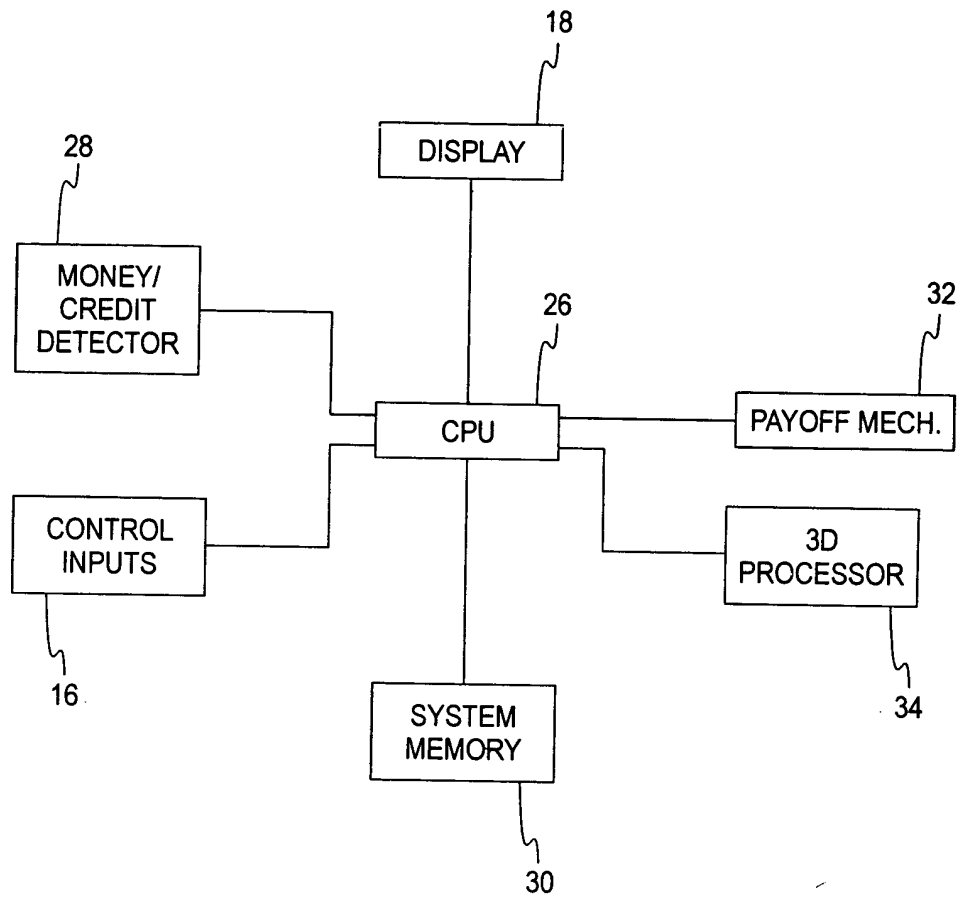 18
DISPLAY
28
MONEY/
CREDIT
DETECTOR
26
CPU
32
PAYOFF MECH.
CONTROL
INPUTS
16
3D
PROCESSOR
34
SYSTEM
MEMORY
30